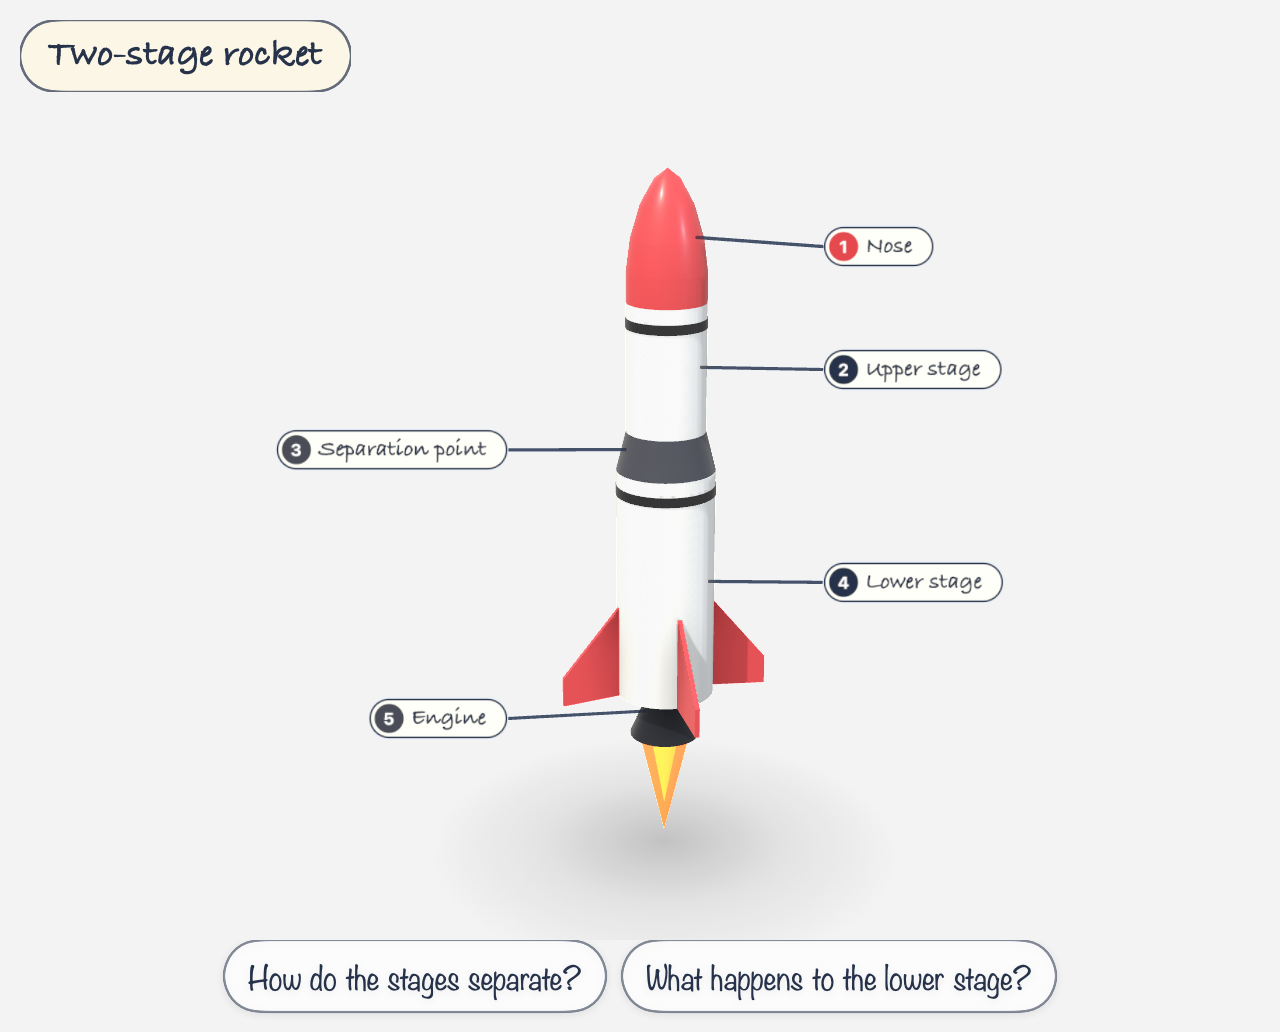 Two-stage rocket
1 Nose
2 Upper stage
3 Separation point
4 Lower stage
5 Engine
How do the stages separate?
What happens to the lower stage?